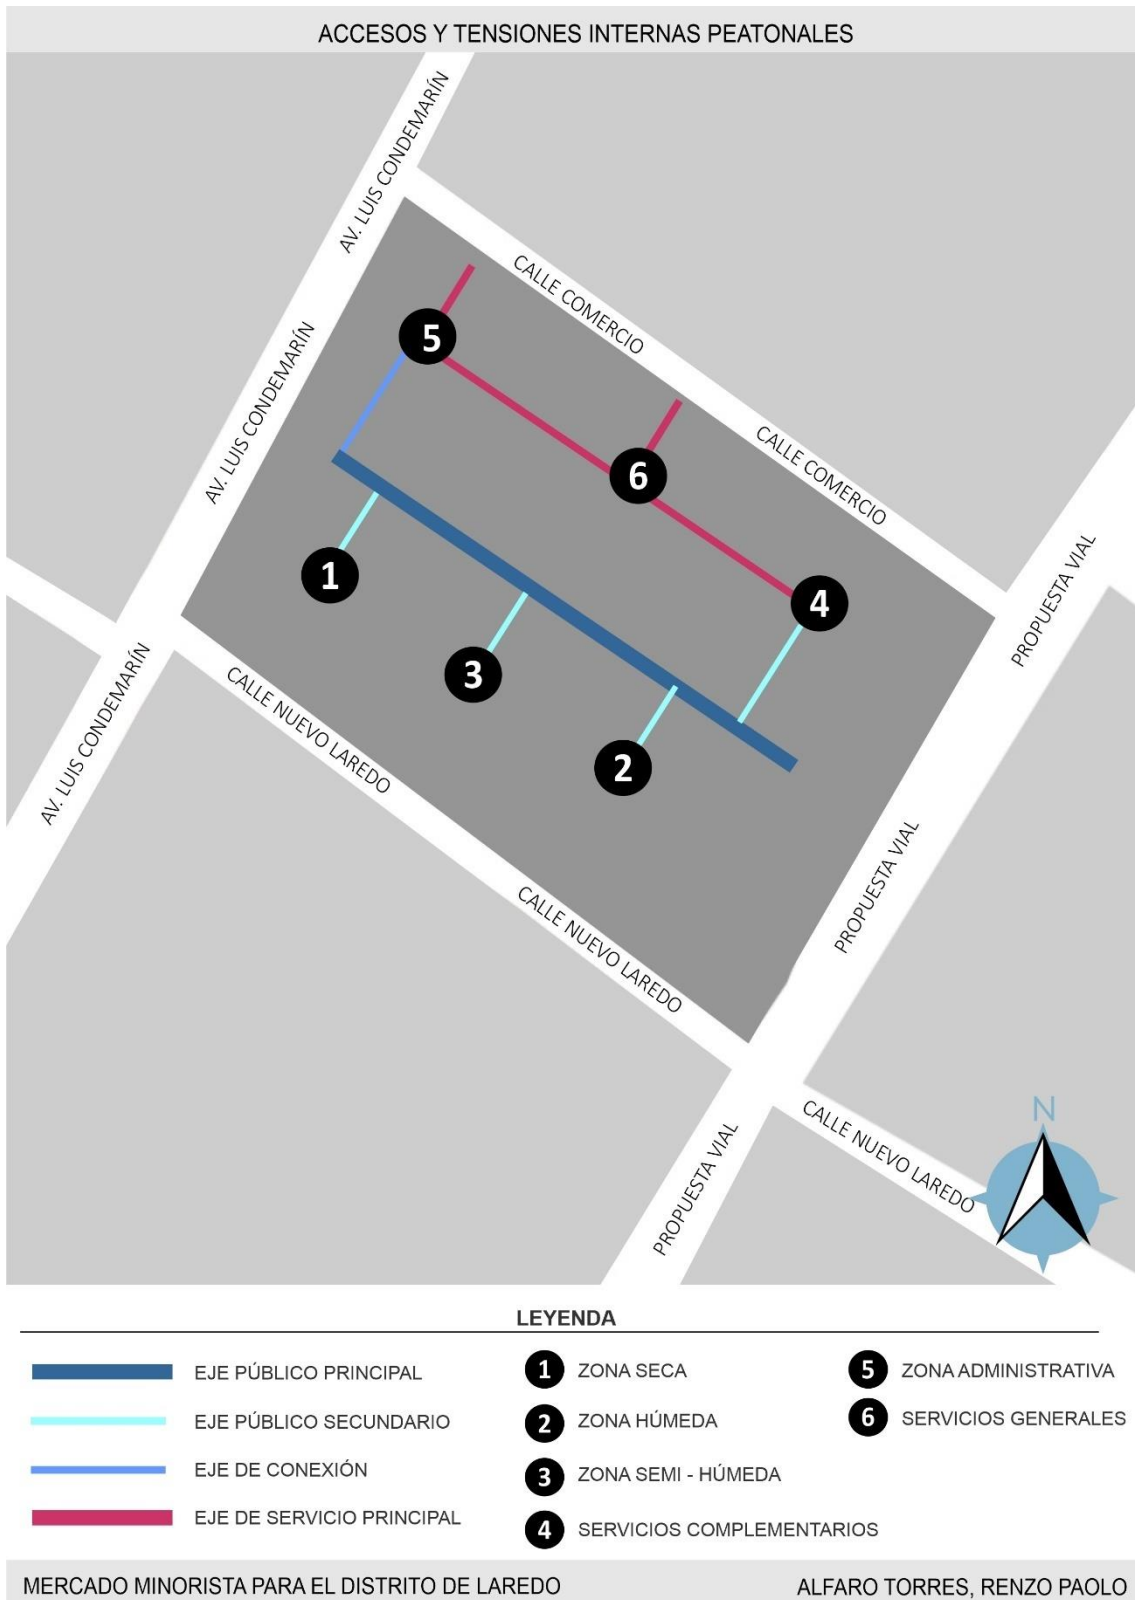 ACCESOS Y TENSIONES INTERNAS PEATONALES
AV. LUIS CONDEMARÍN
CALLE COMERCIO
AV. LUIS CONDEMARÍN
5
CALLE COMERCIO
6
PROPUESTA VIAL
1
4
3
AV. LUIS CONDEMARÍN
CALLE NUEVO LAREDO
2
PROPUESTA VIAL
CALLE NUEVO LAREDO
N
PROPUESTA VIAL
CALLE NUEVO LAREDO
LEYENDA
EJE PÚBLICO PRINCIPAL
EJE PÚBLICO SECUNDARIO
EJE DE CONEXIÓN
EJE DE SERVICIO PRINCIPAL
1 ZONA SECA
2 ZONA HÚMEDA
3 ZONA SEMI - HÚMEDA
4 SERVICIOS COMPLEMENTARIOS
5 ZONA ADMINISTRATIVA
6 SERVICIOS GENERALES
MERCADO MINORISTA PARA EL DISTRITO DE LAREDO
ALFARO TORRES, RENZO PAOLO